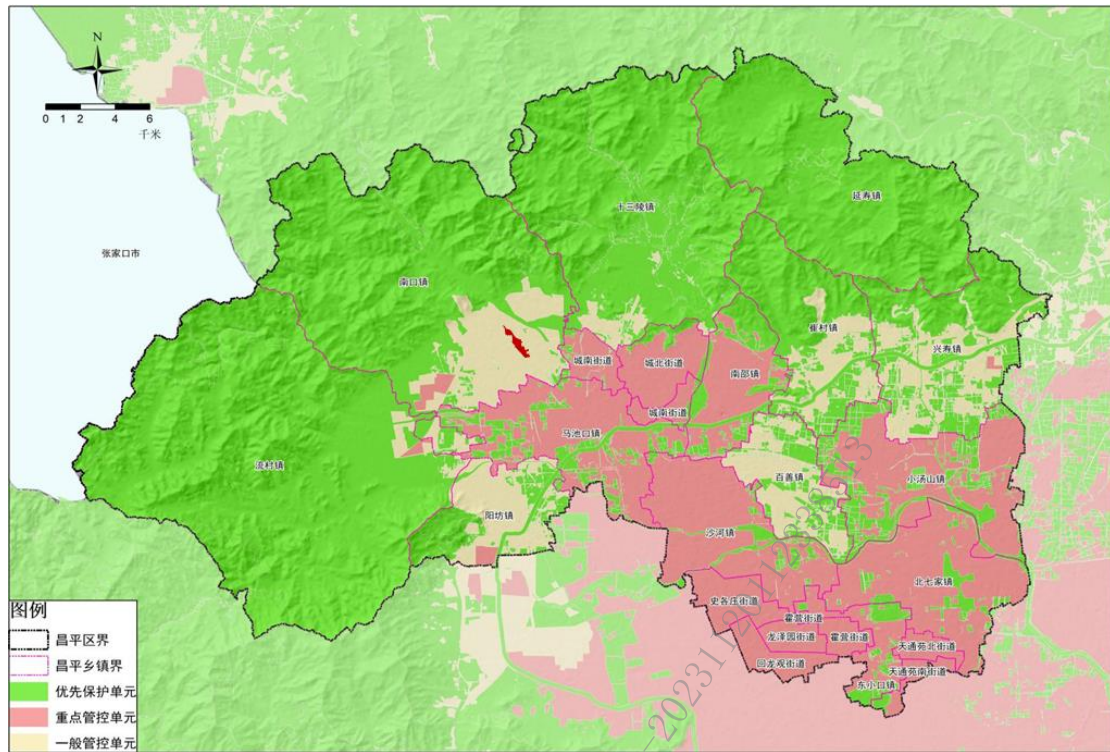 N
0 1 2 4 6
千米
张家口市
延寿镇
十三陵镇
南口镇
崔村镇
兴寿镇
城南街道
城北街道
南邵镇
城南街道
马池口镇
流村镇
百善镇
小汤山镇
阳坊镇
沙河镇
北七家镇
史各庄街道
霍营街道
龙泽园街道
霍营街道
天通苑北街道
回龙观街道
天通苑南街道
东小口镇
图例
昌平区界
昌平乡镇界
优先保护单元
重点管控单元
一般管控单元